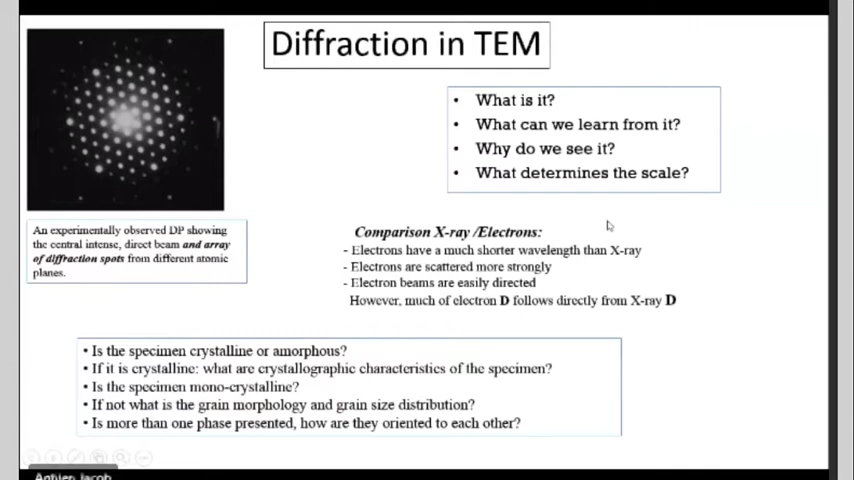 Diffraction in TEM
• What is it?
• What can we learn from it?
• Why do we see it?
• What determines the scale?
An experimentally observed DP showing
the central intense, direct beam and array
of diffraction spots from different atomic
planes.
Comparison X-ray /Electrons:
- Electrons have a much shorter wavelength than X-ray
- Electrons are scattered more strongly
- Electron beams are easily directed
However, much of electron D follows directly from X-ray D
• Is the specimen crystalline or amorphous?
• If it is crystalline: what are crystallographic characteristics of the specimen?
• Is the specimen mono-crystalline?
• If not what is the grain morphology and grain size distribution?
• Is more than one phase presented, how are they oriented to each other?
Jacob